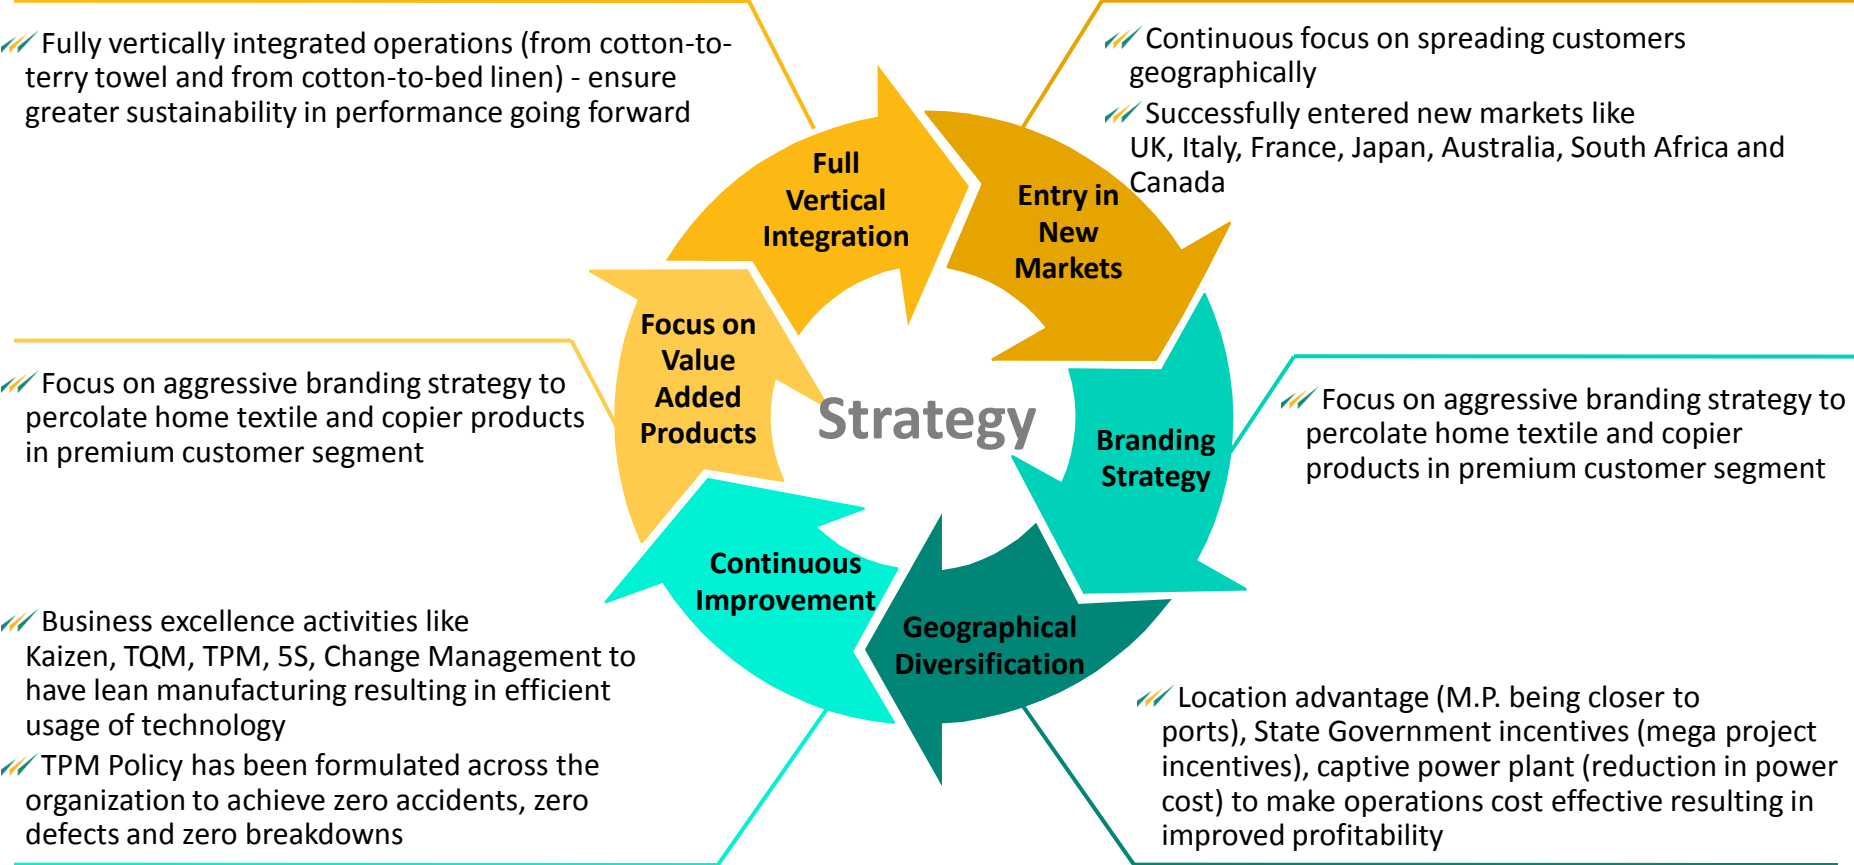 Fully vertically integrated operations (from cotton-to-
terry towel and from cotton-to-bed linen) - ensure
greater sustainability in performance going forward
Continuous focus on spreading customers
geographically
Successfully entered new markets like
UK, Italy, France, Japan, Australia, South Africa and
Canada
Full
Vertical
Integration
Entry in
New
Markets
Focus on
Value
Added
Products
Strategy
Branding
Strategy
Focus on aggressive branding strategy to
percolate home textile and copier products
in premium customer segment
Focus on aggressive branding strategy to
percolate home textile and copier
products in premium customer segment
Continuous
Improvement
Geographical
Diversification
Business excellence activities like
Kaizen, TQM, TPM, 5S, Change Management to
have lean manufacturing resulting in efficient
usage of technology
TPM Policy has been formulated across the
organization to achieve zero accidents, zero
defects and zero breakdowns
Location advantage (M.P. being closer to
ports), State Government incentives (mega project
incentives), captive power plant (reduction in power
cost) to make operations cost effective resulting in
improved profitability